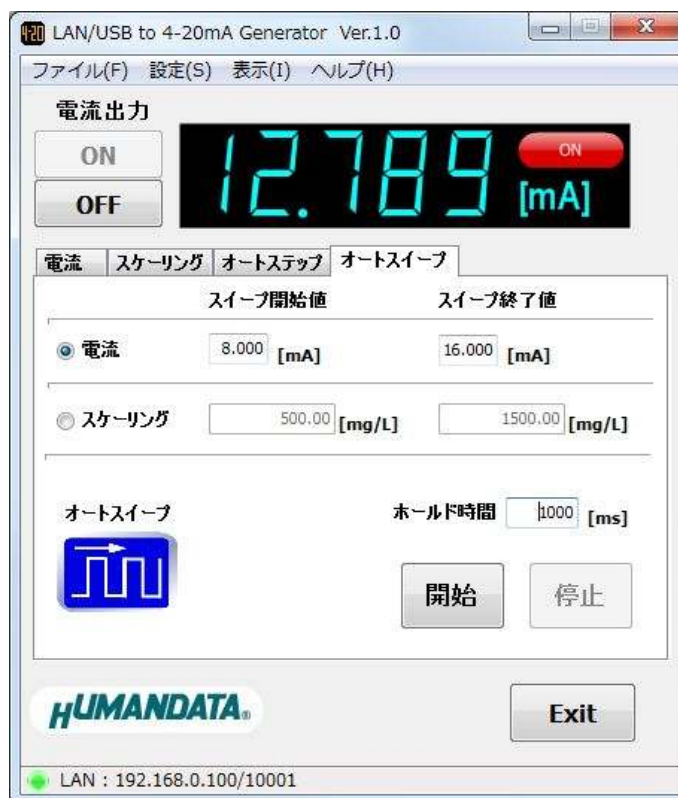 4-20 LAN/USB to 4-20mA Generator Ver.1.0
ファイル(F) 設定(S) 表示(I) ヘルプ(H)
電流出力
ON
OFF
12.789
ON
[mA]
電流 スケーリング オートステップ オートスイープ
スイープ開始値 スイープ終了値
電流 8.000 [mA] 16.000 [mA]
スケーリング 500.00 [mg/L] 1500.00 [mg/L]
オートスイープ ホールド時間 1000 [ms]
開始 停止
HUMANDATA® Exit
LAN : 192.168.0.100/10001